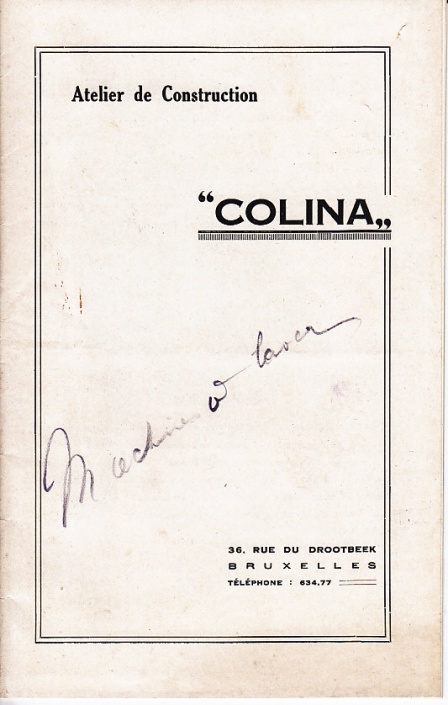 Atelier de Construction
“COLINA„
Machine à laver
36, RUE DU DROOTBEEK
BRUXELLES
TÉLÉPHONE : 634.77